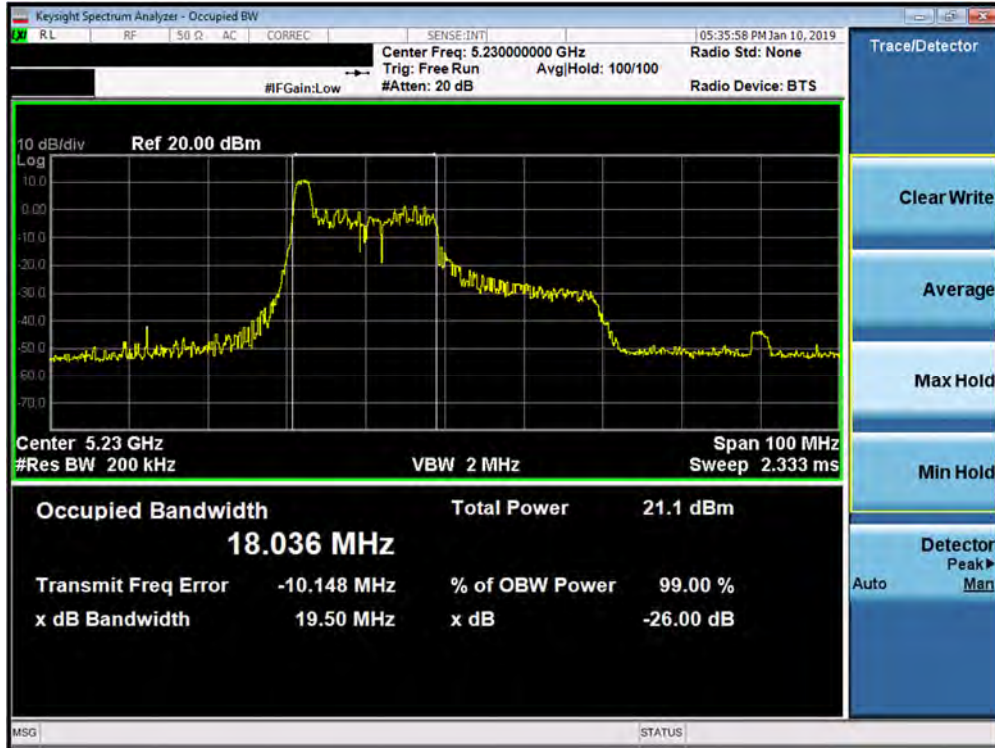 Keysight Spectrum Analyzer - Occupied BW
LXI RL RF 50 Ω AC CORREC SENSE:INT 05:35:58 PM Jan 10, 2019
Center Freq: 5.230000000 GHz Radio Std: None
Trig: Free Run Avg|Hold: 100/100
#IFGain:Low #Atten: 20 dB Radio Device: BTS
10 dB/div Ref 20.00 dBm
Log
10.0
0.00
-10.0
-20.0
-30.0
-40.0
-50.0
-60.0
-70.0
Center 5.23 GHz Span 100 MHz
#Res BW 200 kHz VBW 2 MHz Sweep 2.333 ms
Occupied Bandwidth Total Power 21.1 dBm
18.036 MHz
Transmit Freq Error -10.148 MHz % of OBW Power 99.00 %
x dB Bandwidth 19.50 MHz x dB -26.00 dB
MSG STATUS
Trace/Detector
Clear Write
Average
Max Hold
Min Hold
Detector
Peak▶
Auto Man